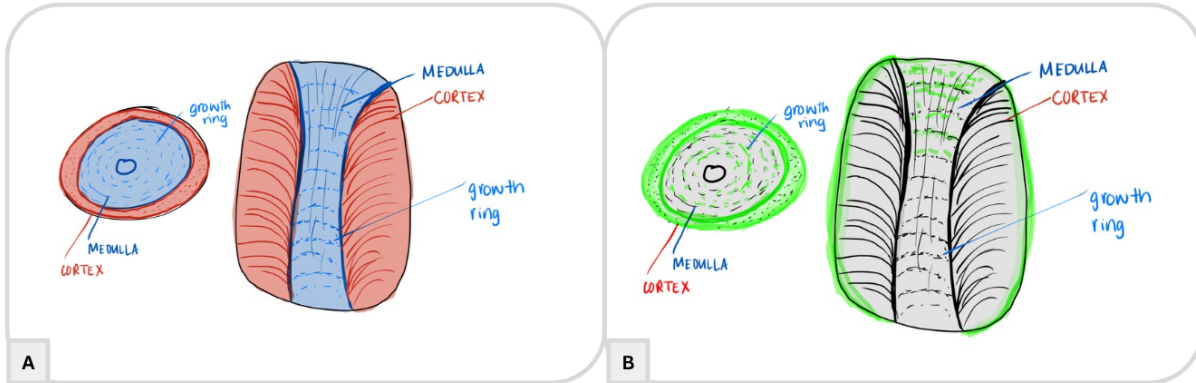 growth
ring
MEDULLA
CORTEX
MEDULLA
CORTEX
growth
ring
A
growth
ring
MEDULLA
CORTEX
MEDULLA
CORTEX
growth
ring
B